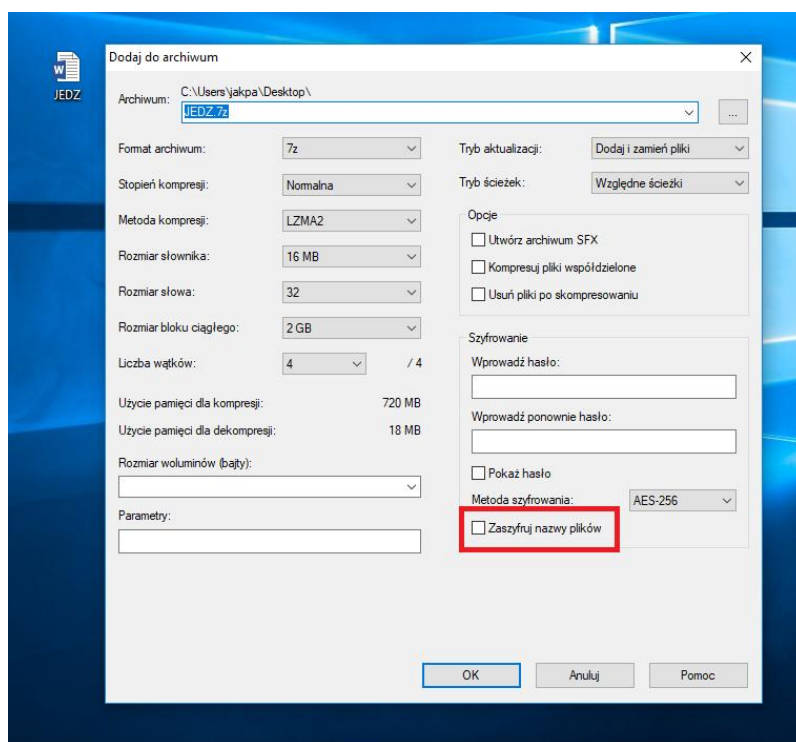 JEDZ
Dodaj do archiwum
Archiwum:
C:\Users\jakpa\Desktop\
JEDZ.7z
...
Format archiwum:
7z
Stopień kompresji:
Normalna
Metoda kompresji:
LZMA2
Rozmiar słownika:
16 MB
Rozmiar słowa:
32
Rozmiar bloku ciągłego:
2 GB
Liczba wątków:
4
/ 4
Użycie pamięci dla kompresji:
720 MB
Użycie pamięci dla dekompresji:
18 MB
Rozmiar woluminów (bajty):
Parametry:
Tryb aktualizacji:
Dodaj i zamień pliki
Tryb ścieżek:
Względne ścieżki
Opcje
Utwórz archiwum SFX
Kompresuj pliki współdzielone
Usuń pliki po skompresowaniu
Szyfrowanie
Wprowadź hasło:
Wprowadź ponownie hasło:
Pokaż hasło
Metoda szyfrowania:
AES-256
Zaszyfruj nazwy plików
OK
Anuluj
Pomoc